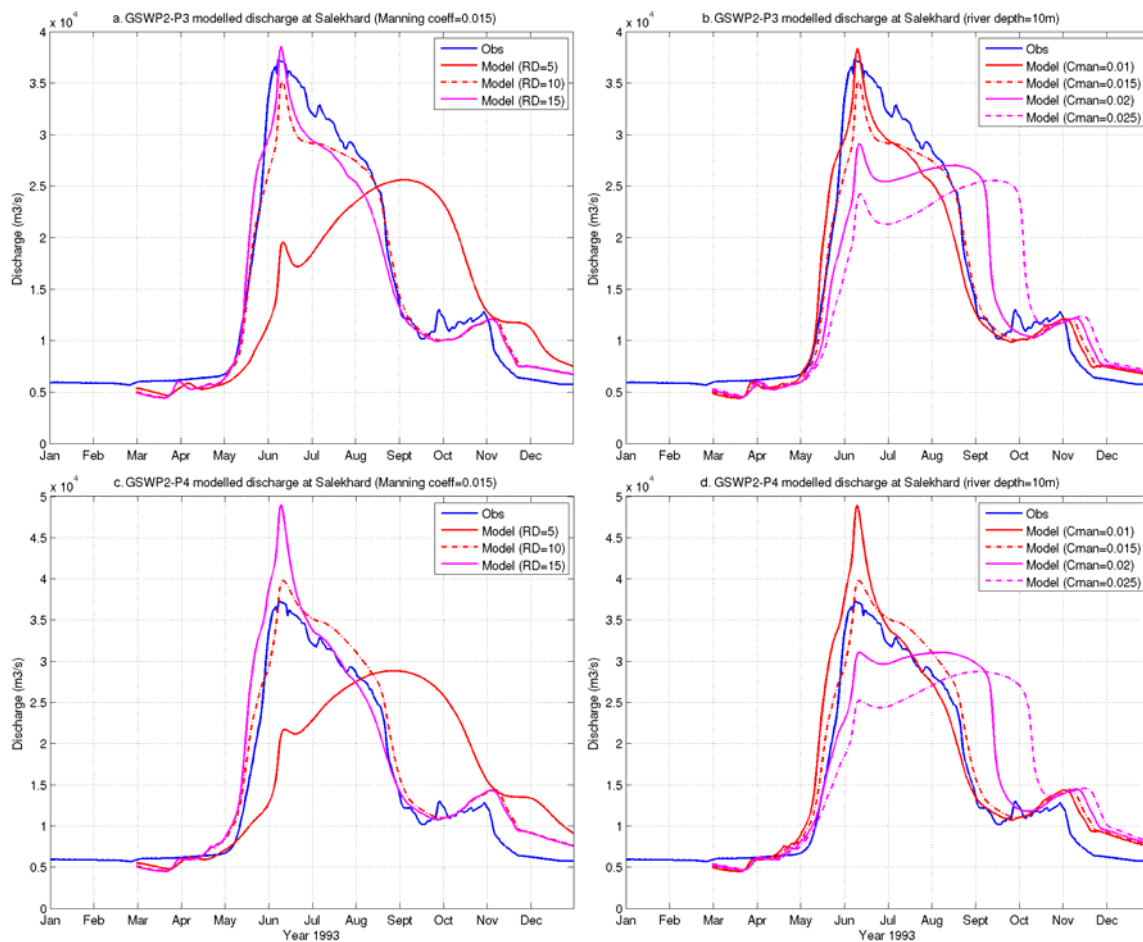 a. GSWP2-P3 modelled discharge at Salekhard (Manning coeff=0.015)
x 10^4
4
3.5
3
2.5
2
1.5
1
0.5
0
Discharge (m3/s)
Obs
Model (RD=5)
Model (RD=10)
Model (RD=15)
Jan Feb Mar Apr May Jun Jul Aug Sept Oct Nov Dec
b. GSWP2-P3 modelled discharge at Salekhard (river depth=10m)
x 10^4
4
3.5
3
2.5
2
1.5
1
0.5
0
Discharge (m3/s)
Obs
Model (Cman=0.01)
Model (Cman=0.015)
Model (Cman=0.02)
Model (Cman=0.025)
Jan Feb Mar Apr May Jun Jul Aug Sept Oct Nov Dec
c. GSWP2-P4 modelled discharge at Salekhard (Manning coeff=0.015)
x 10^4
5
4.5
4
3.5
3
2.5
2
1.5
1
0.5
0
Discharge (m3/s)
Obs
Model (RD=5)
Model (RD=10)
Model (RD=15)
Jan Feb Mar Apr May Jun Jul Aug Sept Oct Nov Dec
Year 1993
d. GSWP2-P4 modelled discharge at Salekhard (river depth=10m)
x 10^4
5
4.5
4
3.5
3
2.5
2
1.5
1
0.5
0
Discharge (m3/s)
Obs
Model (Cman=0.01)
Model (Cman=0.015)
Model (Cman=0.02)
Model (Cman=0.025)
Jan Feb Mar Apr May Jun Jul Aug Sept Oct Nov Dec
Year 1993